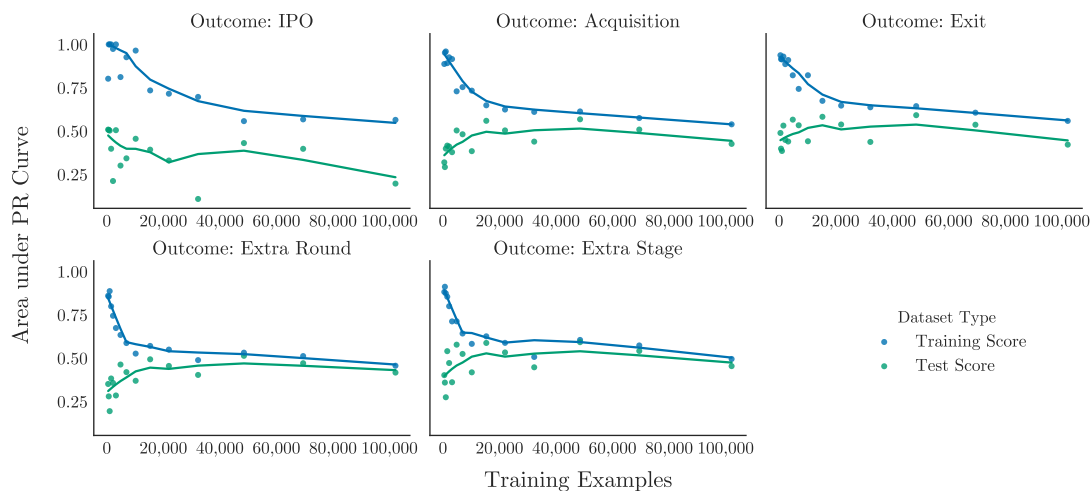 Outcome: IPO
Outcome: Acquisition
Outcome: Exit
1.00
0.75
0.50
0.25
0 20,000 40,000 60,000 80,000 100,000
0 20,000 40,000 60,000 80,000 100,000
0 20,000 40,000 60,000 80,000 100,000
Area under PR Curve
Outcome: Extra Round
Outcome: Extra Stage
1.00
0.75
0.50
0.25
0 20,000 40,000 60,000 80,000 100,000
0 20,000 40,000 60,000 80,000 100,000
Dataset Type
Training Score
Test Score
Training Examples